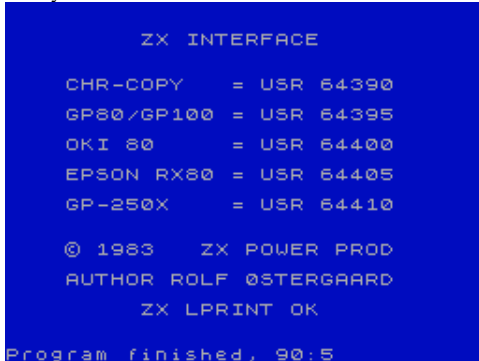 ZX INTERFACE
CHR-COPY = USR 64390
GP80/GP100 = USR 64395
OKI 80 = USR 64400
EPSON RX80 = USR 64405
GP-250X = USR 64410
© 1983 ZX POWER PROD
AUTHOR ROLF ØSTERGAARD
ZX LPRINT OK
Program finished, 90:5